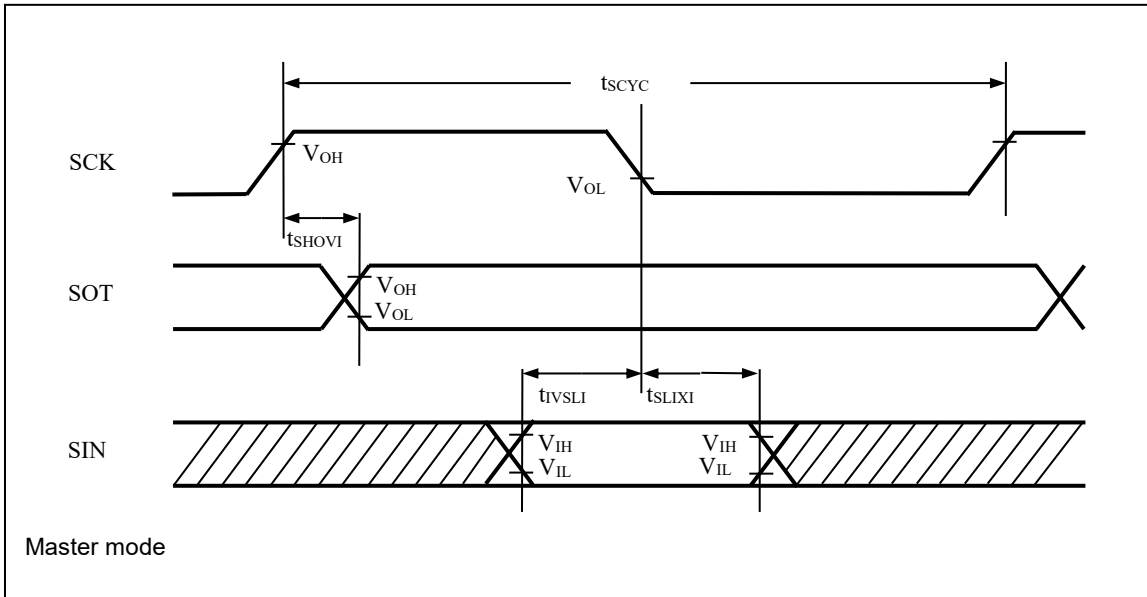 tSCYC
SCK
VOH
VOL
tSHOVI
SOT
VOH
VOL
tIVSLI
tSLIXI
SIN
VIH
VIH
VIL
VIL
Master mode